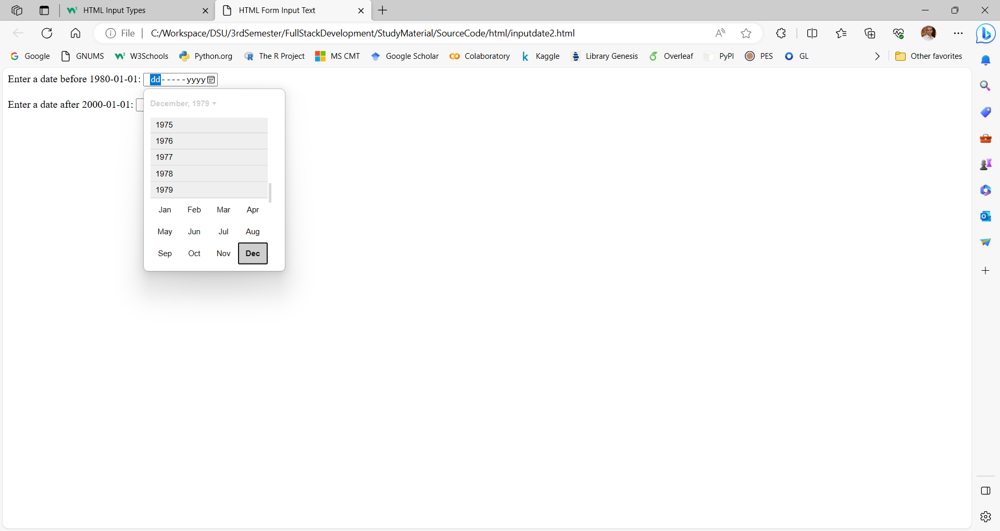 HTML Input Types
HTML Form Input Text
File
C:/Workspace/DSU/3rdSemester/FullStackDevelopment/StudyMaterial/SourceCode/html/inputdate2.html
Google GNUMS W3Schools Python.org The R Project MS CMT Google Scholar Colaboratory Kaggle Library Genesis Overleaf PyPI PES GL Other favorites
Enter a date before 1980-01-01: dd-----yyyy
Enter a date after 2000-01-01:
December, 1979
1975
1976
1977
1978
1979
Jan Feb Mar Apr
May Jun Jul Aug
Sep Oct Nov Dec